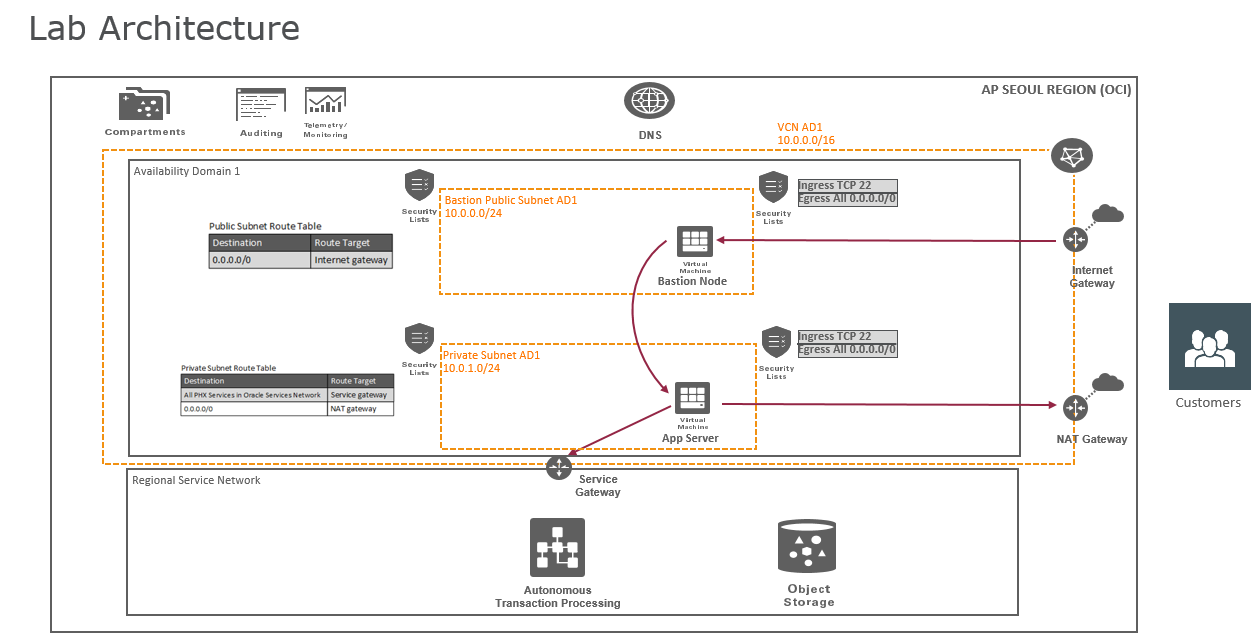 Lab Architecture
AP SEOUL REGION (OCI)
Compartments
Auditing
Telemetry/
Monitoring
DNS
VCN AD1
10.0.0.0/16
Availability Domain 1
Security
Lists
Bastion Public Subnet AD1
10.0.0.0/24
Security
Lists
Ingress TCP 22
Egress All 0.0.0.0/0
Public Subnet Route Table
Destination Route Target
0.0.0.0/0 Internet gateway
Virtual
Machine
Bastion Node
Internet
Gateway
Security
Lists
Private Subnet AD1
10.0.1.0/24
Security
Lists
Ingress TCP 22
Egress All 0.0.0.0/0
Private Subnet Route Table
Destination Route Target
All PHX Services in Oracle Services Network Service gateway
0.0.0.0/0 NAT gateway
Virtual
Machine
App Server
NAT Gateway
Customers
Regional Service Network
Service
Gateway
Autonomous
Transaction Processing
Object
Storage